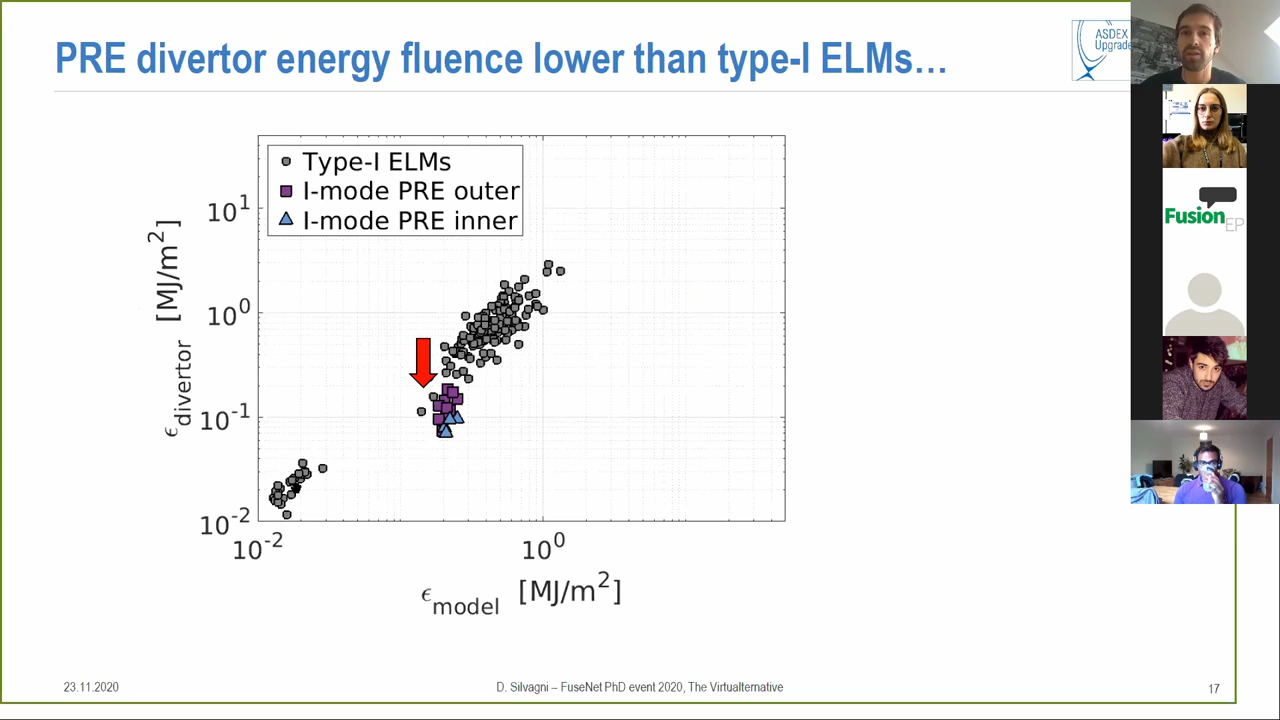 PRE divertor energy fluence lower than type-I ELMs…
ASDEX
Upgrade
Type-I ELMs
I-mode PRE outer
I-mode PRE inner
10^1
10^0
10^-1
10^-2
ϵ_divertor [MJ/m^2]
10^-2
10^0
ϵ_model [MJ/m^2]
Fusion
EP
23.11.2020
D. Silvagni – FuseNet PhD event 2020, The Virtualternative
17